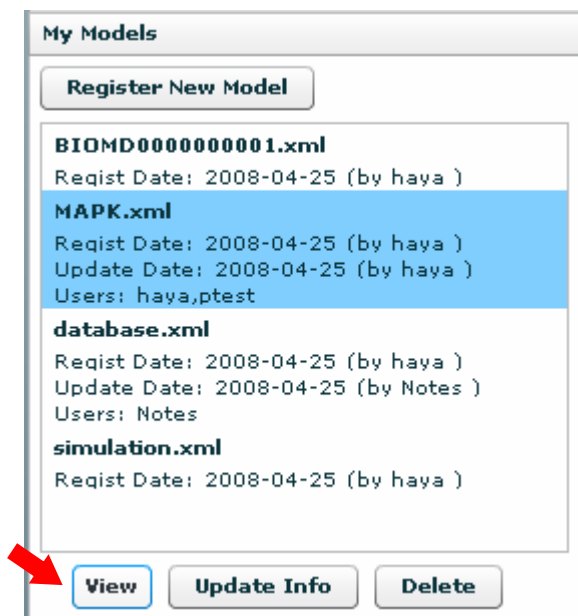 My Models
Register New Model
BIOMD0000000001.xml
Regist Date: 2008-04-25 (by haya )
MAPK.xml
Regist Date: 2008-04-25 (by haya )
Update Date: 2008-04-25 (by haya )
Users: haya,ptest
database.xml
Regist Date: 2008-04-25 (by haya )
Update Date: 2008-04-25 (by Notes )
Users: Notes
simulation.xml
Regist Date: 2008-04-25 (by haya )
View Update Info Delete